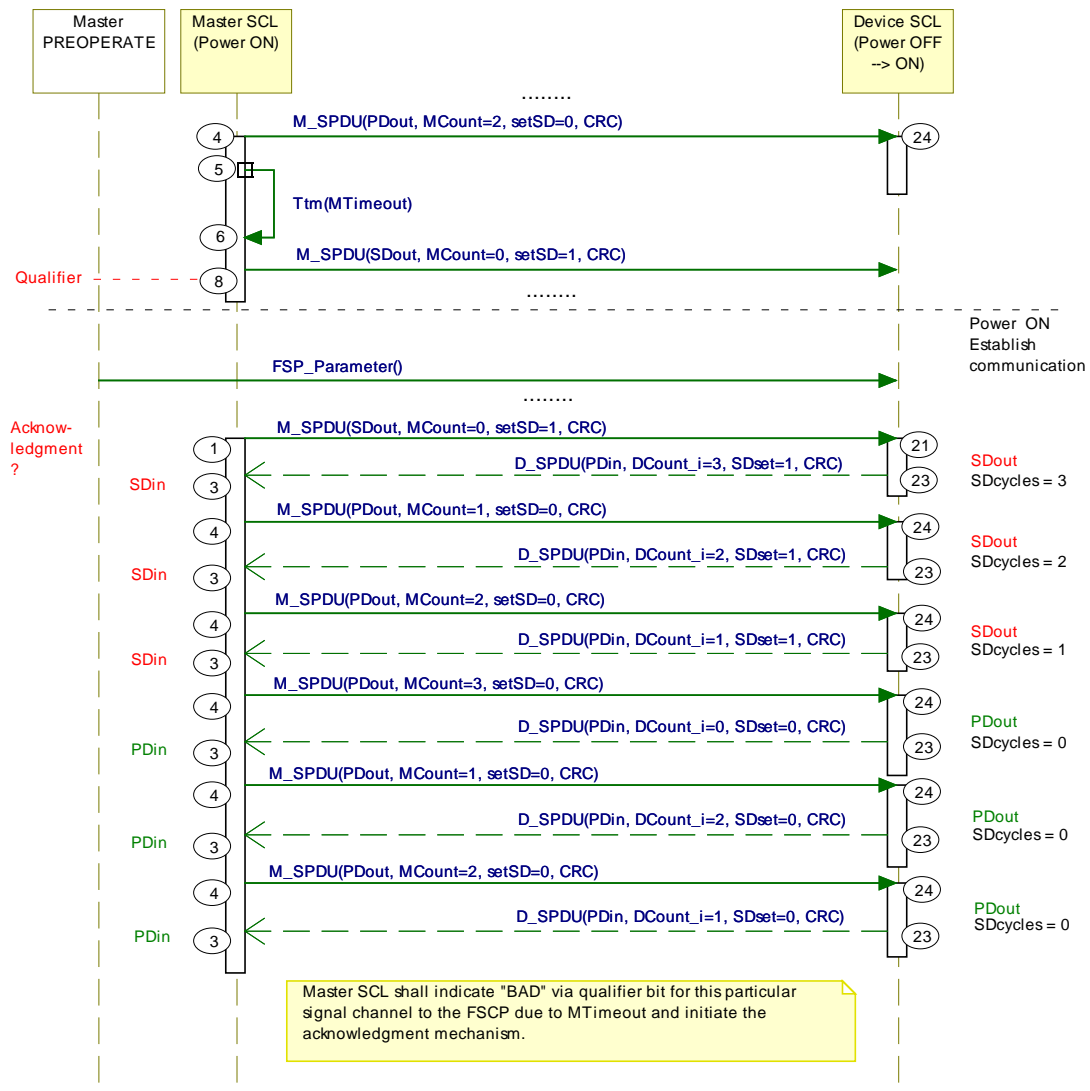 Master
PREOPERATE
Master SCL
(Power ON)
Device SCL
(Power OFF
--> ON)
........
M_SPDU(PDout, MCount=2, setSD=0, CRC)
4
24
5
Ttm(MTimeout)
6
M_SPDU(SDout, MCount=0, setSD=1, CRC)
Qualifier
8
........
Power ON
Establish
communication
FSP_Parameter()
........
Acknow-
ledgment
?
M_SPDU(SDout, MCount=0, setSD=1, CRC)
1
21
D_SPDU(PDin, DCount_i=3, SDset=1, CRC)
SDout
SDcycles = 3
SDin
3
23
M_SPDU(PDout, MCount=1, setSD=0, CRC)
4
24
D_SPDU(PDin, DCount_i=2, SDset=1, CRC)
SDout
SDcycles = 2
SDin
3
23
M_SPDU(PDout, MCount=2, setSD=0, CRC)
4
24
D_SPDU(PDin, DCount_i=1, SDset=1, CRC)
SDout
SDcycles = 1
SDin
3
23
M_SPDU(PDout, MCount=3, setSD=0, CRC)
4
24
D_SPDU(PDin, DCount_i=0, SDset=0, CRC)
PDout
SDcycles = 0
PDin
3
23
M_SPDU(PDout, MCount=1, setSD=0, CRC)
4
24
D_SPDU(PDin, DCount_i=2, SDset=0, CRC)
PDout
SDcycles = 0
PDin
3
23
M_SPDU(PDout, MCount=2, setSD=0, CRC)
4
24
D_SPDU(PDin, DCount_i=1, SDset=0, CRC)
PDout
SDcycles = 0
PDin
3
23
Master SCL shall indicate "BAD" via qualifier bit for this particular
signal channel to the FSCP due to MTimeout and initiate the
acknowledgment mechanism.